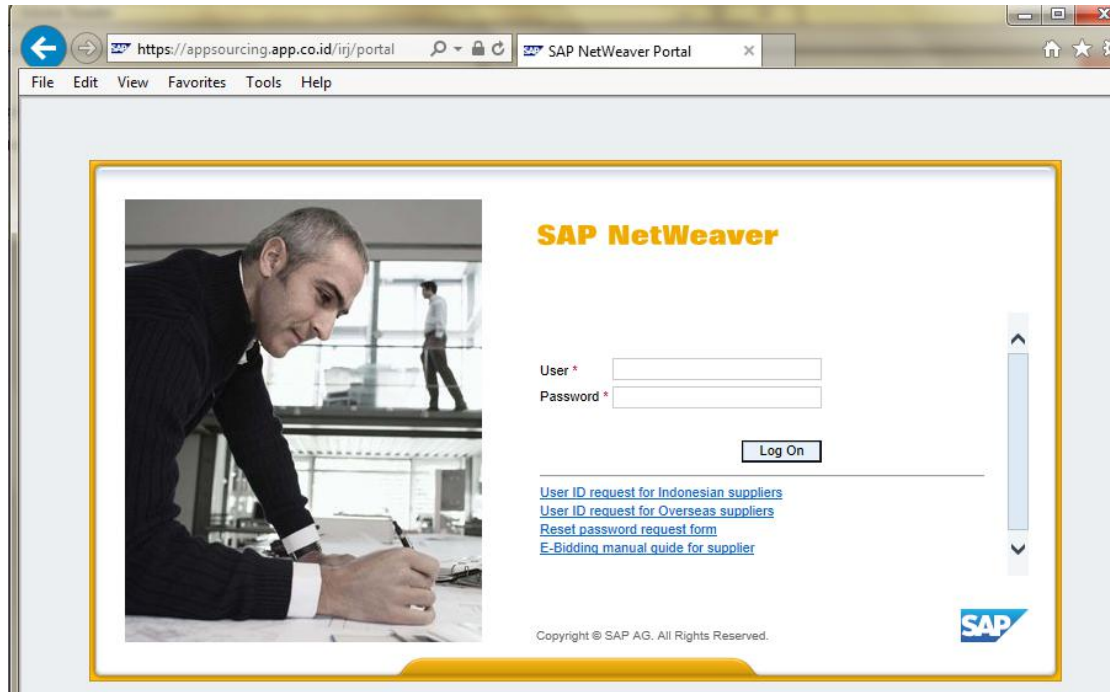 https://appsourcing.app.co.id/irj/portal
SAP NetWeaver Portal
File Edit View Favorites Tools Help
SAP NetWeaver
User *
Password *
Log On
User ID request for Indonesian suppliers
User ID request for Overseas suppliers
Reset password request form
E-Bidding manual guide for supplier
Copyright © SAP AG. All Rights Reserved.
SAP